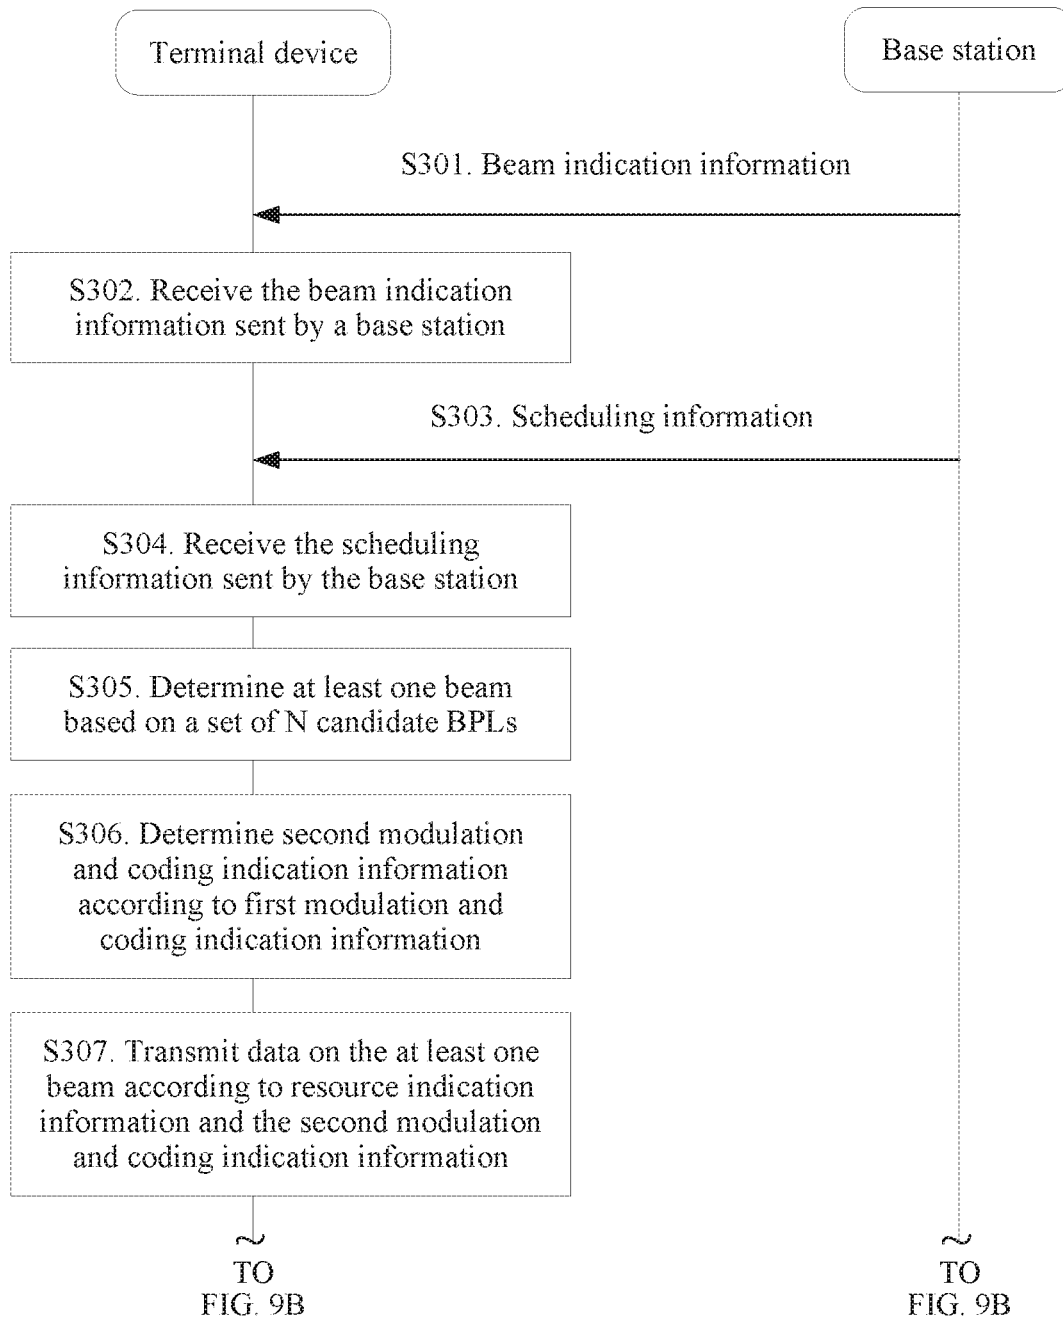 Terminal device
Base station
S301. Beam indication information
S302. Receive the beam indication
information sent by a base station
S303. Scheduling information
S304. Receive the scheduling
information sent by the base station
S305. Determine at least one beam
based on a set of N candidate BPLs
S306. Determine second modulation
and coding indication information
according to first modulation and
coding indication information
S307. Transmit data on the at least one
beam according to resource indication
information and the second modulation
and coding indication information
TO
FIG. 9B
TO
FIG. 9B